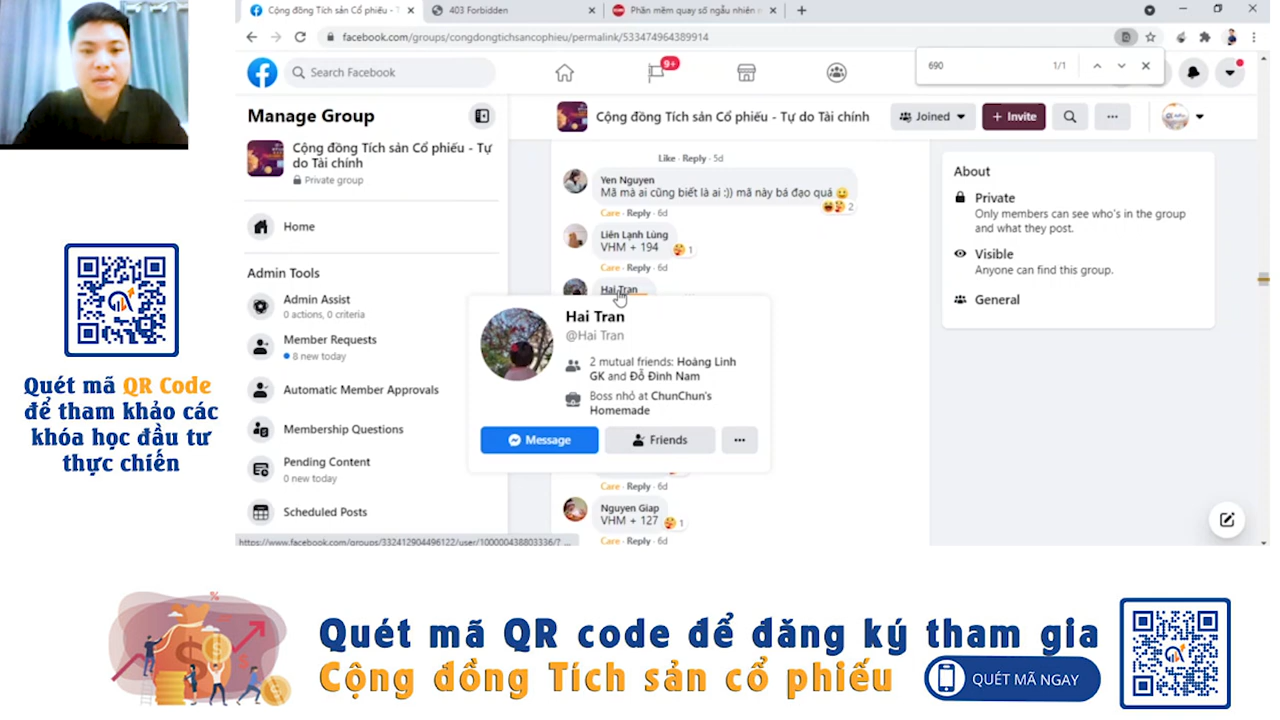 Cộng đồng Tích sản Cổ phiếu - T
403 Forbidden
Phần mềm quay số ngẫu nhiên
facebook.com/groups/congdongtichsancophieu/permalink/533474964389914
690
1/1
Search Facebook
9+
Manage Group
Cộng đồng Tích sản Cổ phiếu - Tự
do Tài chính
Private group
Home
Admin Tools
Admin Assist
0 actions, 0 criteria
Member Requests
8 new today
Automatic Member Approvals
Membership Questions
Pending Content
0 new today
Scheduled Posts
https://www.facebook.com/groups/332412904496122/user/100000438803336/?...
Cộng đồng Tích sản Cổ phiếu - Tự do Tài chính
Joined
+ Invite
Like · Reply · 5d
Yen Nguyen
Mã mà ai cũng biết là ai :)) mã này bá đạo quá
2
Care · Reply · 6d
Liên Lạnh Lùng
VHM + 194
1
Care · Reply · 6d
Hai Tran
Hai Tran
@Hai Tran
2 mutual friends: Hoàng Linh
GK and Đỗ Đình Nam
Boss nhỏ at ChunChun's
Homemade
Message
Friends
Care · Reply · 6d
Nguyen Giap
VHM + 127
1
Care · Reply · 6d
About
Private
Only members can see who's in the group
and what they post.
Visible
Anyone can find this group.
General
Quét mã QR Code
để tham khảo các
khóa học đầu tư
thực chiến
Quét mã QR code để đăng ký tham gia
Cộng đồng Tích sản cổ phiếu
QUÉT MÃ NGAY